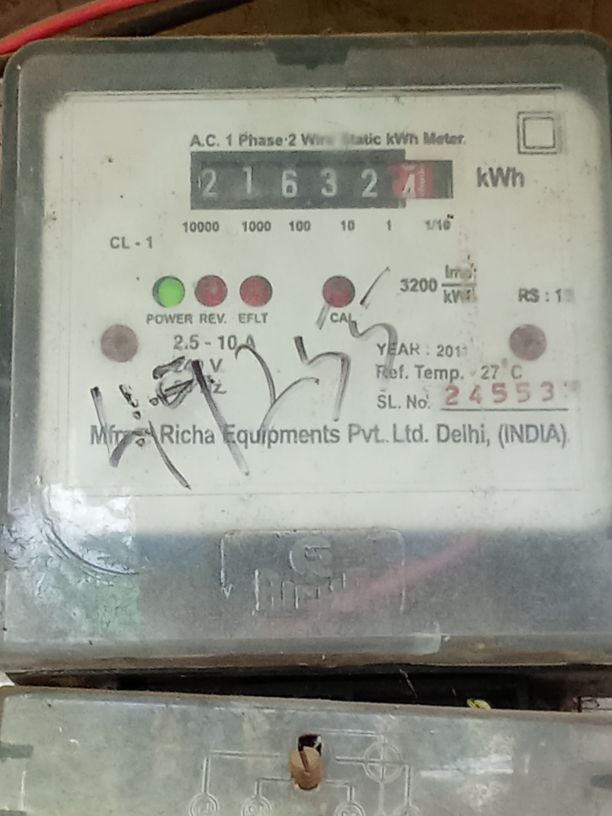 A.C. 1 Phase 2 Wire Static kWh Meter.
2 1 6 3 2 4 kWh
10000 1000 100 10 1 1/10
CL - 1
3200 Imp/kWh
RS : 1
POWER REV. EFLT CAL
2.5 - 10 A
V
YEAR : 2011
Ref. Temp. - 27°C
SL. No. 24553
Richa Equipments Pvt. Ltd. Delhi, (INDIA)